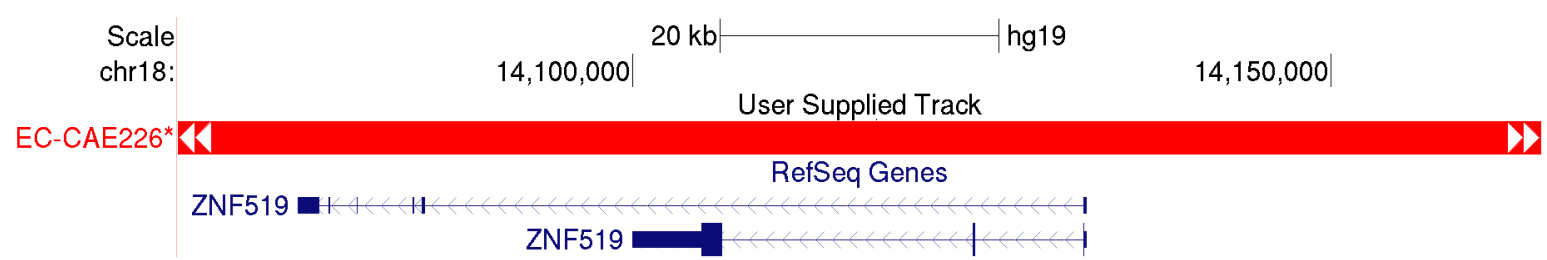 Scale 20 kb hg19
chr18: 14,100,000 14,150,000
User Supplied Track
EC-CAE226*
RefSeq Genes
ZNF519
ZNF519